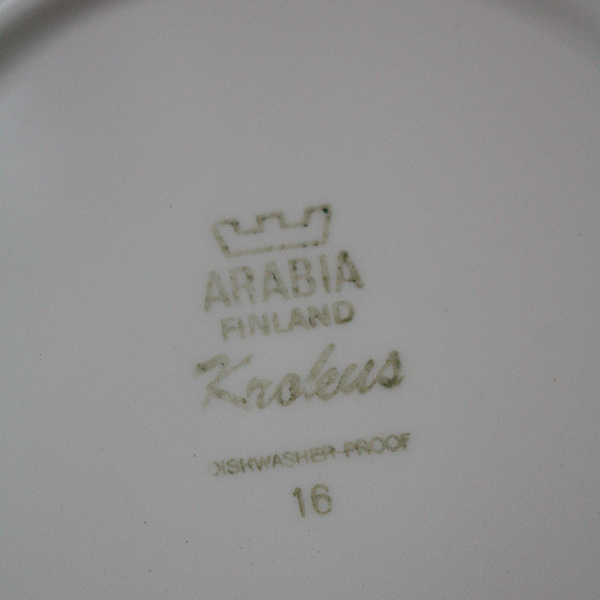 ARABIA
FINLAND
Krokus
DISHWASHER-PROOF
16